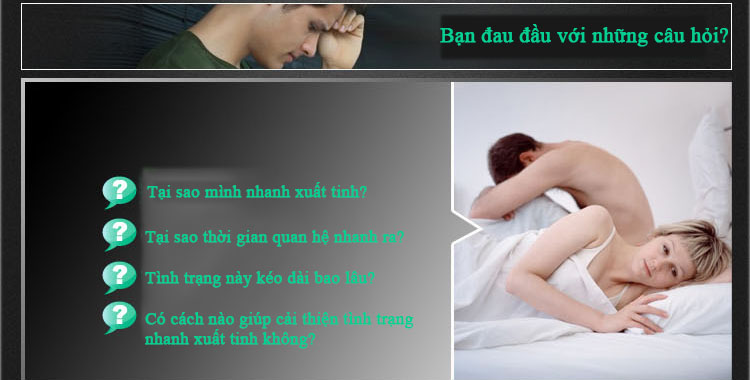 Bạn đau đầu với những câu hỏi?
Tại sao mình nhanh xuất tinh?
Tại sao thời gian quan hệ nhanh ra?
Tình trạng này kéo dài bao lâu?
Có cách nào giúp cải thiện tình trạng
nhanh xuất tinh không?